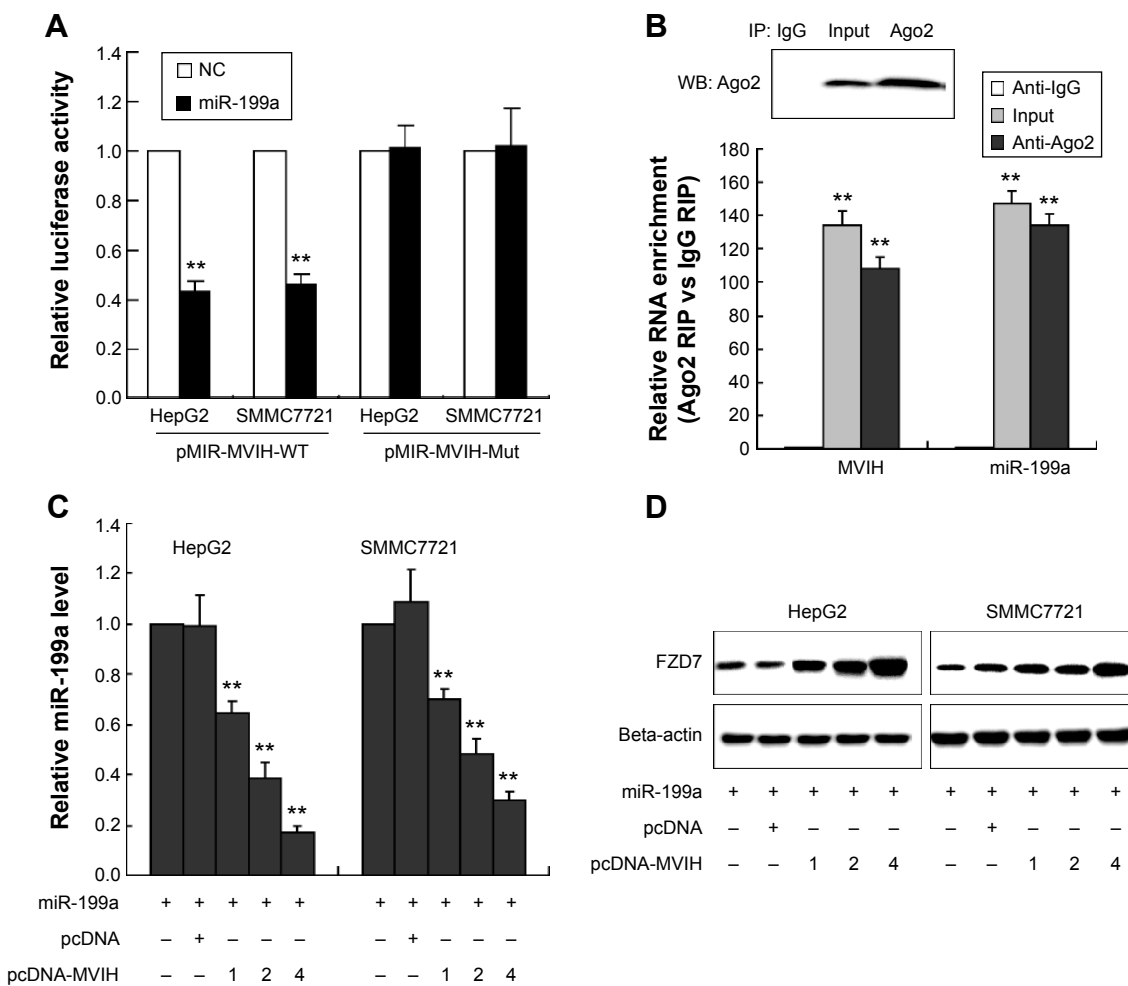 A
Relative luciferase activity
1.4
1.2
1.0
0.8
0.6
0.4
0.2
0.0
NC
miR-199a
** ** 
HepG2 SMMC7721 HepG2 SMMC7721
pMIR-MVIH-WT pMIR-MVIH-Mut
B
IP: IgG Input Ago2
WB: Ago2
Anti-IgG
Input
Anti-Ago2
Relative RNA enrichment
(Ago2 RIP vs IgG RIP)
180
160
140
120
100
80
60
40
20
0
** ** ** **
MVIH miR-199a
C
Relative miR-199a level
1.4
1.2
1.0
0.8
0.6
0.4
0.2
0.0
HepG2 SMMC7721
** ** ** ** ** **
miR-199a + + + + + + + + + +
pcDNA – + – – – – + – – –
pcDNA-MVIH – – 1 2 4 – – 1 2 4
D
HepG2 SMMC7721
FZD7
Beta-actin
miR-199a + + + + + + + + + +
pcDNA – + – – – – + – – –
pcDNA-MVIH – – 1 2 4 – – 1 2 4